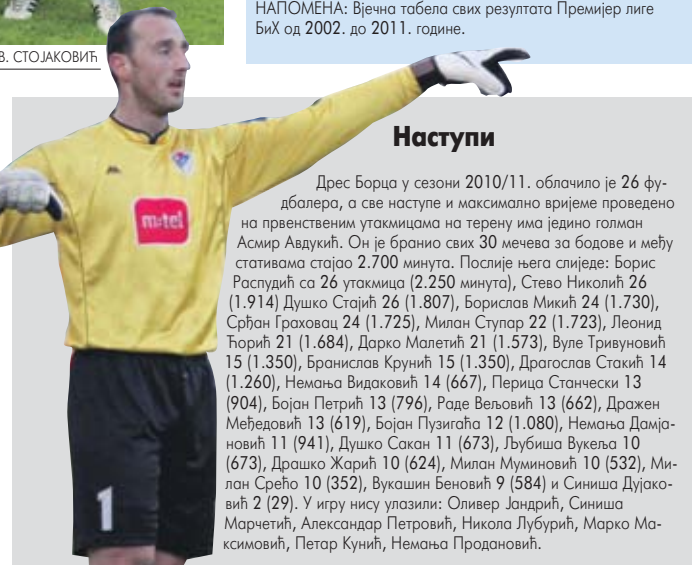 НАПОМЕНА: Вјечна табела свих резултата Премијер лиге
БиХ од 2002. до 2011. године.
В. СТОЈАКОВИЋ
Наступи
Дрес Борца у сезони 2010/11. облачило је 26 фу-
дбалера, а све наступе и максимално вријеме проведено
на првенственим утакмицама на терену има једино голман
Асмир Авдукић. Он је бранио свих 30 мечева за бодове и међу
стативама стајао 2.700 минута. Послије њега слиједе: Борис
Распудић са 26 утакмица (2.250 минута), Стево Николић 26
(1.914) Душко Стајић 26 (1.807), Борислав Микић 24 (1.730),
Срђан Граховац 24 (1.725), Милан Ступар 22 (1.723), Леонид
Ћорић 21 (1.684), Дарко Малетић 21 (1.573), Вуле Тривуновић
15 (1.350), Бранислав Крунић 15 (1.350), Драгослав Стакић 14
(1.260), Немања Видаковић 14 (667), Перица Станчески 13
(904), Бојан Петрић 13 (796), Раде Вељовић 13 (662), Дражен
Међедовић 13 (619), Бојан Пузигаћа 12 (1.080), Немања Дамја-
новић 11 (941), Душко Сакан 11 (673), Љубиша Вукеља 10
(673), Драшко Жарић 10 (624), Милан Муминовић 10 (532), Ми-
лан Срећо 10 (352), Вукашин Беновић 9 (584) и Синиша Дујако-
вић 2 (29). У игру нису улазили: Оливер Јандрић, Синиша
Марчетић, Александар Петровић, Никола Лубурић, Марко Ма-
ксимовић, Петар Кунић, Немања Продановић.
m:tel
1